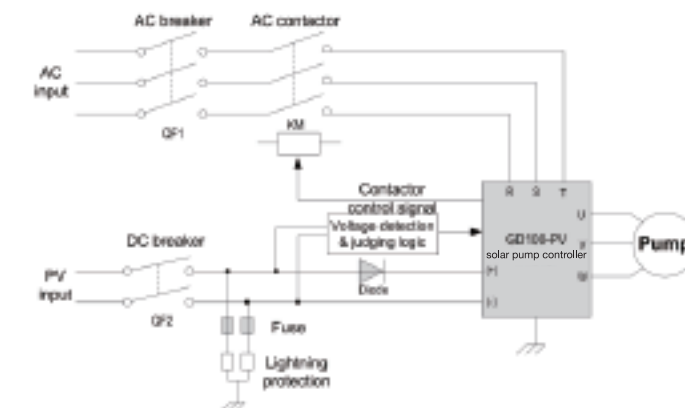 AC breaker
AC contactor
AC
input
QF1
KM
Contactor
control signal
Voltage detection
& judging logic
R S T
U
GD100-PV
solar pump controller
W
Pump
DC breaker
PV
input
QF2
(+)
Diode
(-)
Fuse
Lightning
protection